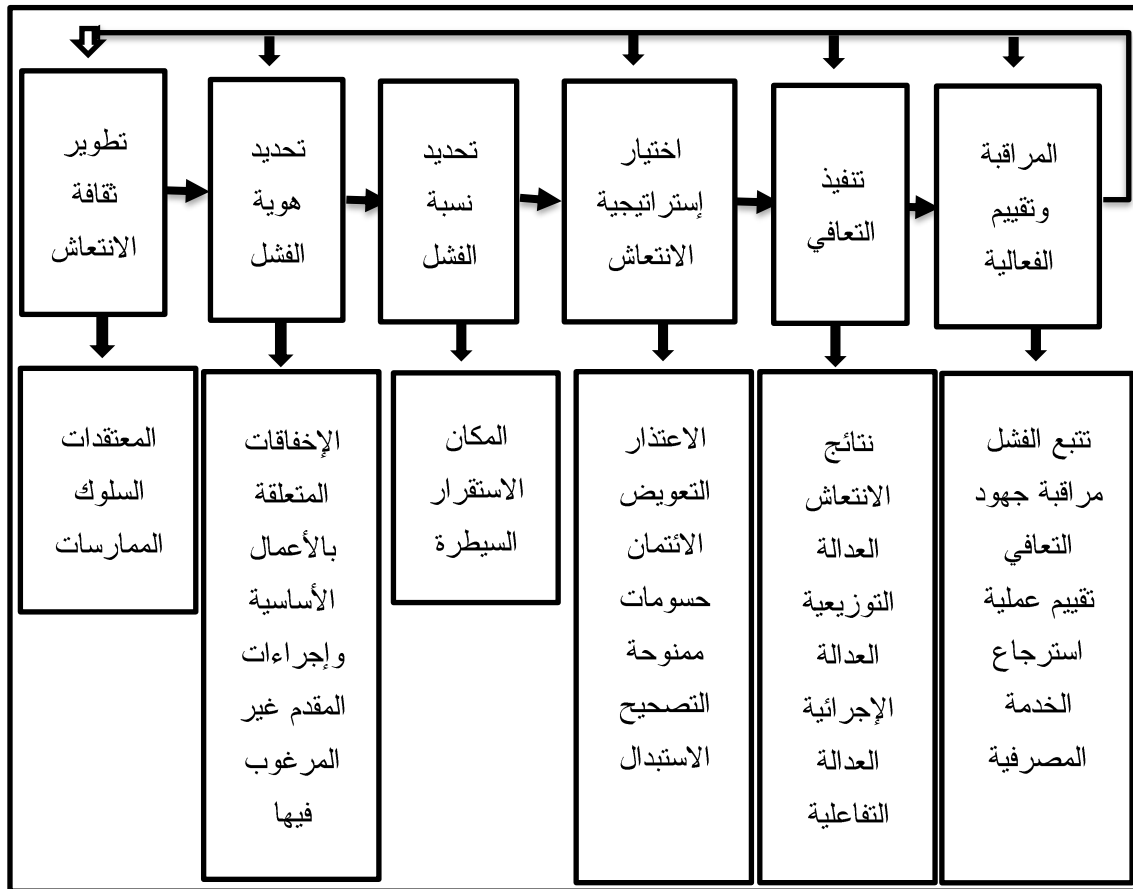 تطوير
ثقافة
الانتعاش
تحديد
هوية
الفشل
تحديد
نسبة
الفشل
اختيار
إستراتيجية
الانتعاش
تنفيذ
التعافي
المراقبة
وتقييم
الفعالية
المعتقدات
السلوك
الممارسات
الإخفاقات
المتعلقة
بالأعمال
الأساسية
وإجراءات
المقدم غير
المرغوب
فيها
المكان
الاستقرار
السيطرة
الاعتذار
التعويض
الائتمان
حسومات
ممنوحة
التصحيح
الاستبدال
نتائج
الانتعاش
العدالة
التوزيعية
العدالة
الإجرائية
العدالة
التفاعلية
تتبع الفشل
مراقبة جهود
التعافي
تقييم عملية
استرجاع
الخدمة
المصرفية